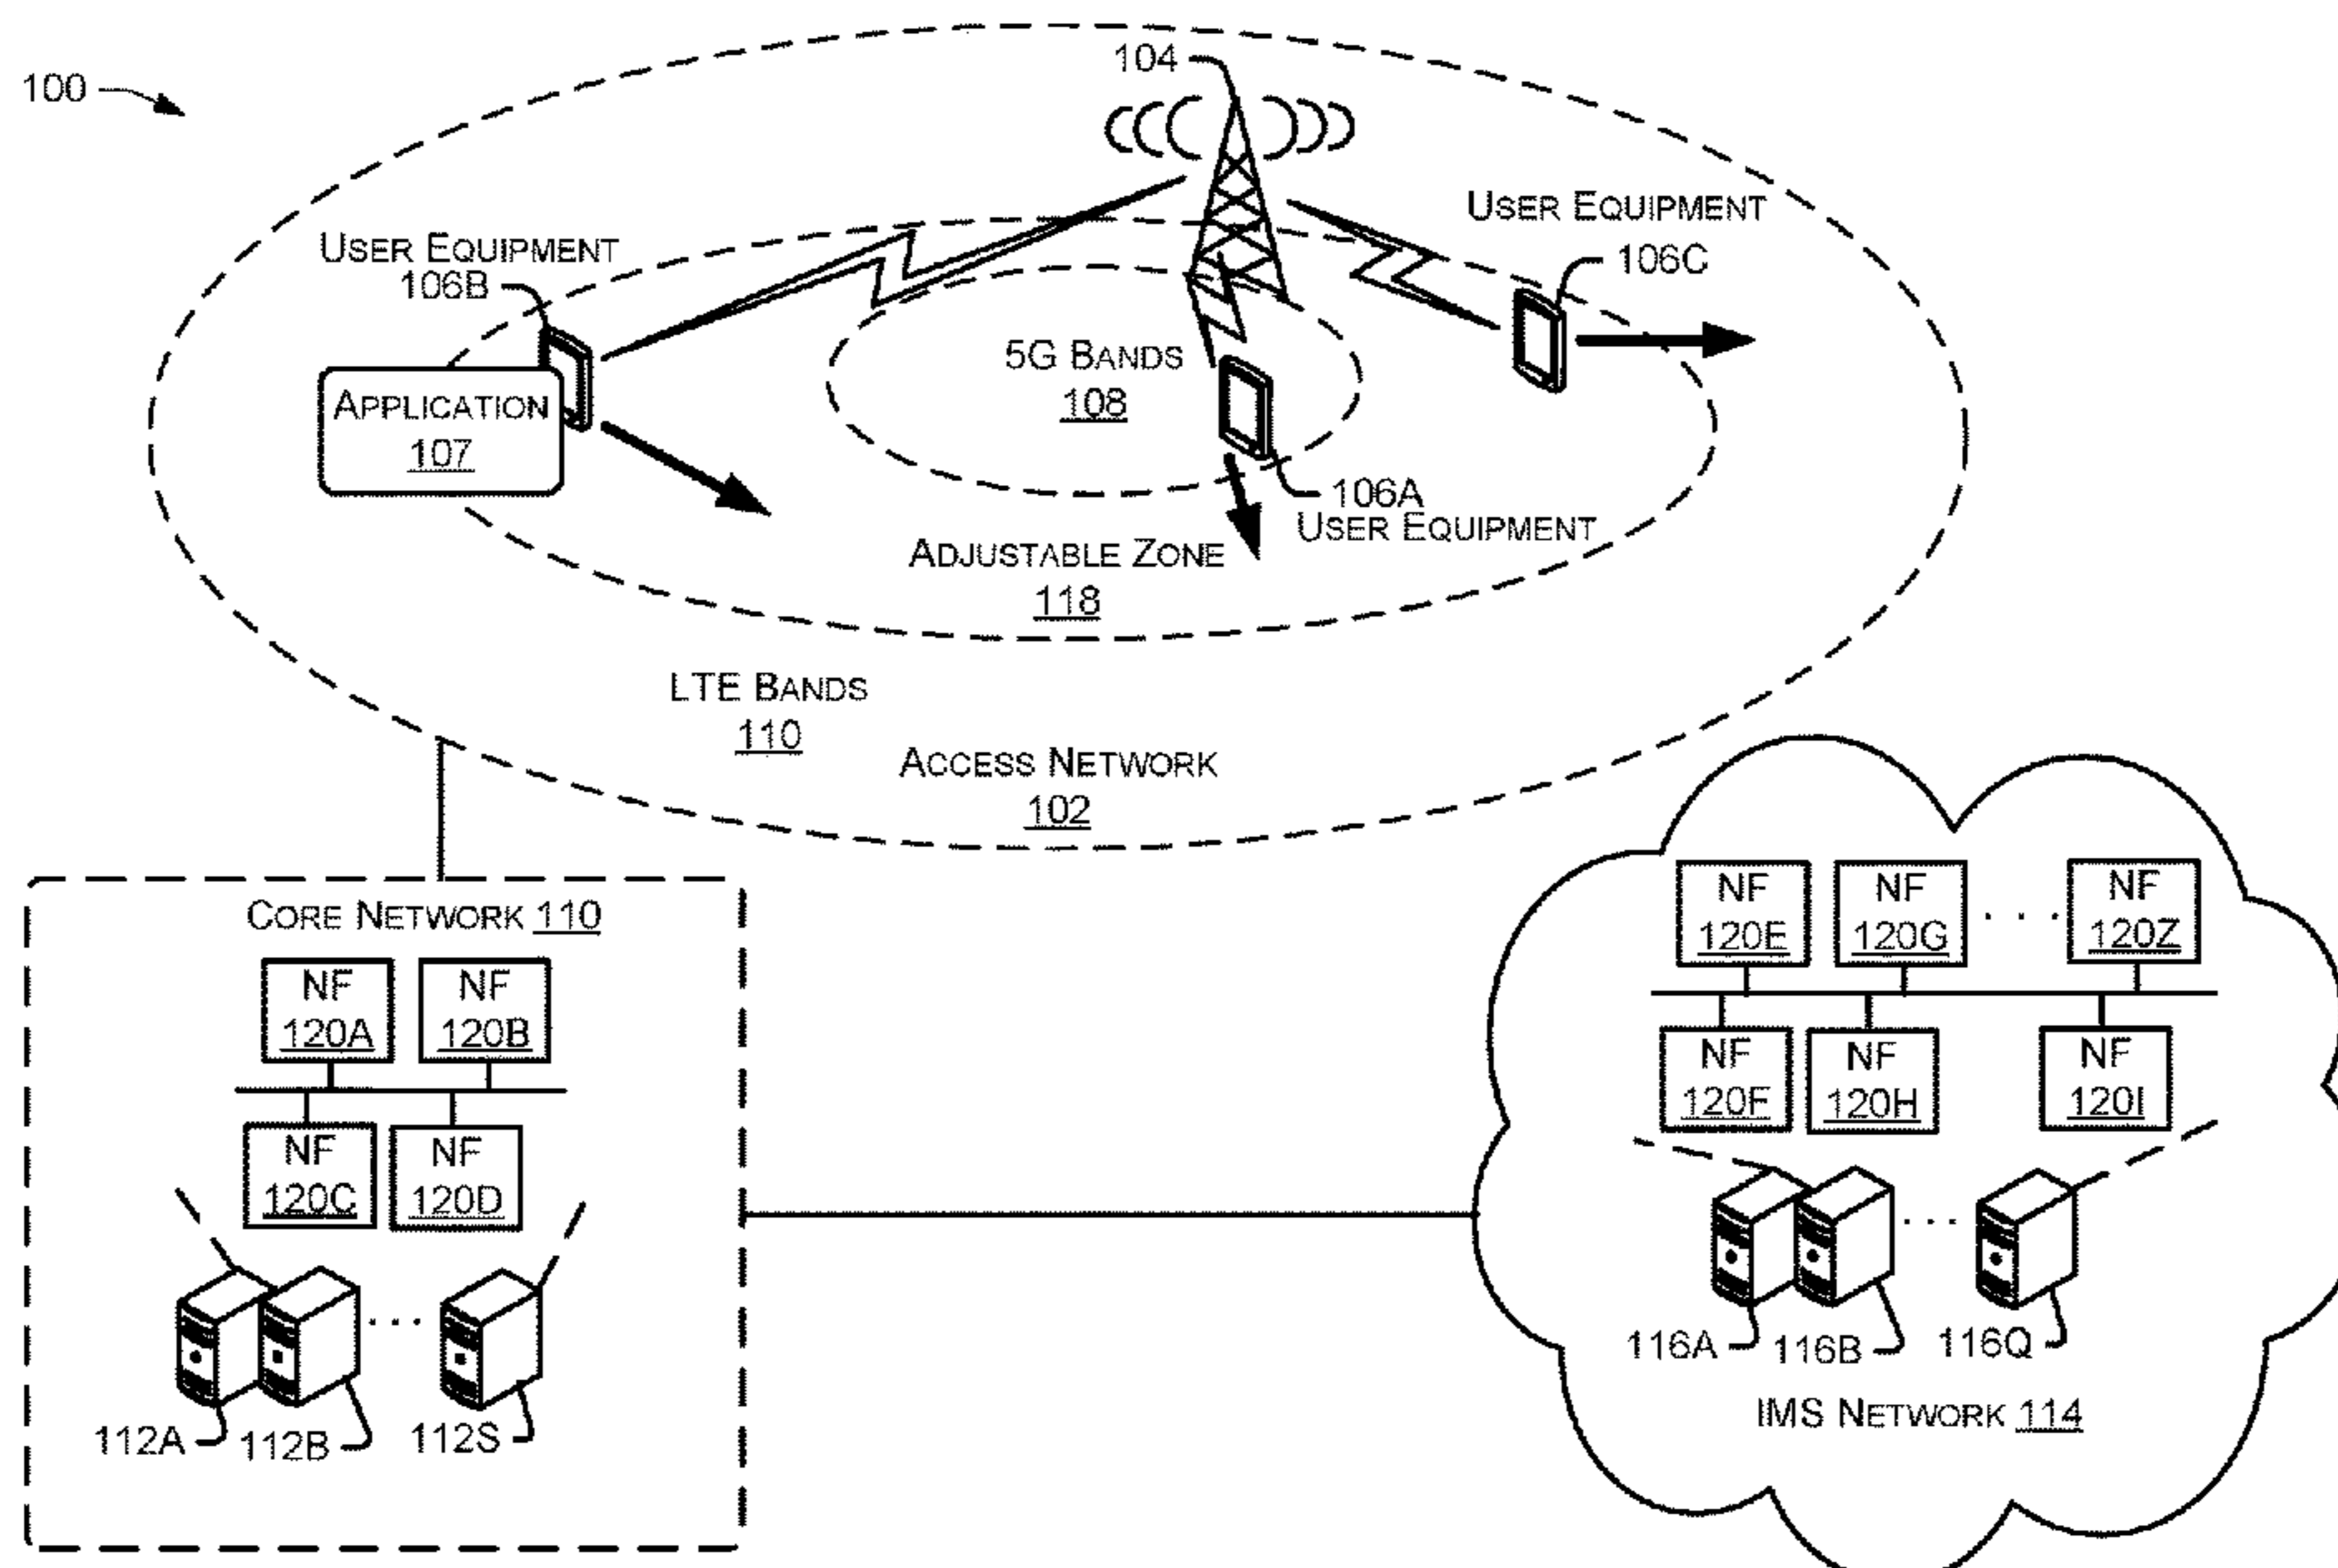 100
104
USER EQUIPMENT
106C
USER EQUIPMENT
106B
5G BANDS
108
APPLICATION
107
106A
USER EQUIPMENT
ADJUSTABLE ZONE
118
LTE BANDS
110
ACCESS NETWORK
102
CORE NETWORK 110
NF
120A
NF
120B
NF
120C
NF
120D
112A
112B
112S
NF
120E
NF
120G
NF
120Z
NF
120F
NF
120H
NF
120I
116A
116B
116Q
IMS NETWORK 114